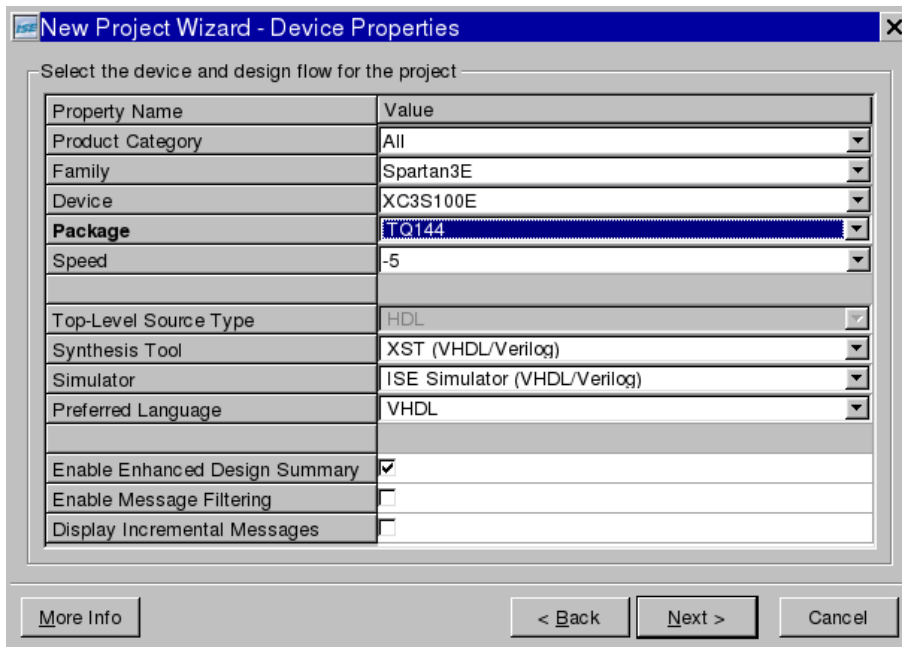 ISE New Project Wizard - Device Properties
Select the device and design flow for the project
Property Name Value
Product Category All
Family Spartan3E
Device XC3S100E
Package TQ144
Speed -5
Top-Level Source Type HDL
Synthesis Tool XST (VHDL/Verilog)
Simulator ISE Simulator (VHDL/Verilog)
Preferred Language VHDL
Enable Enhanced Design Summary
Enable Message Filtering
Display Incremental Messages
More Info < Back Next > Cancel